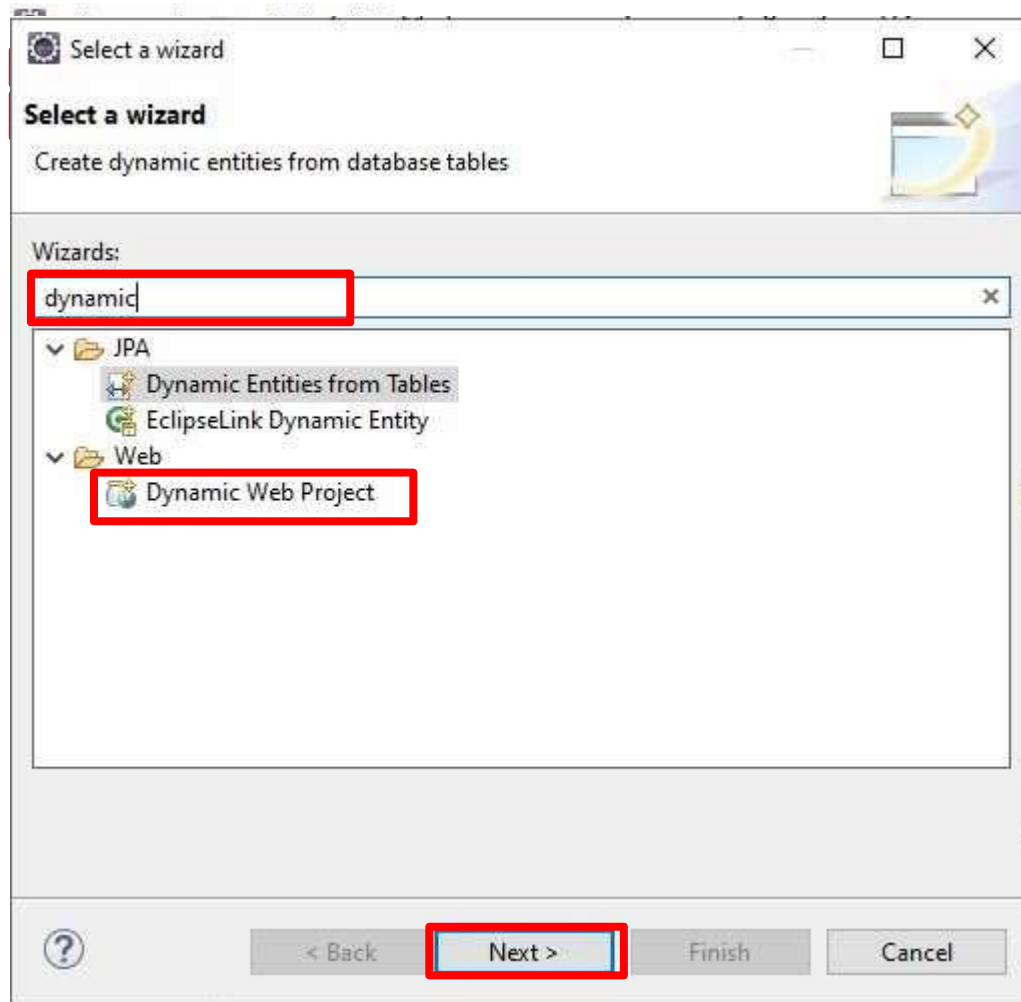 Select a wizard
Select a wizard
Create dynamic entities from database tables
Wizards:
dynamic
JPA
Dynamic Entities from Tables
EclipseLink Dynamic Entity
Web
Dynamic Web Project
? < Back Next > Finish Cancel